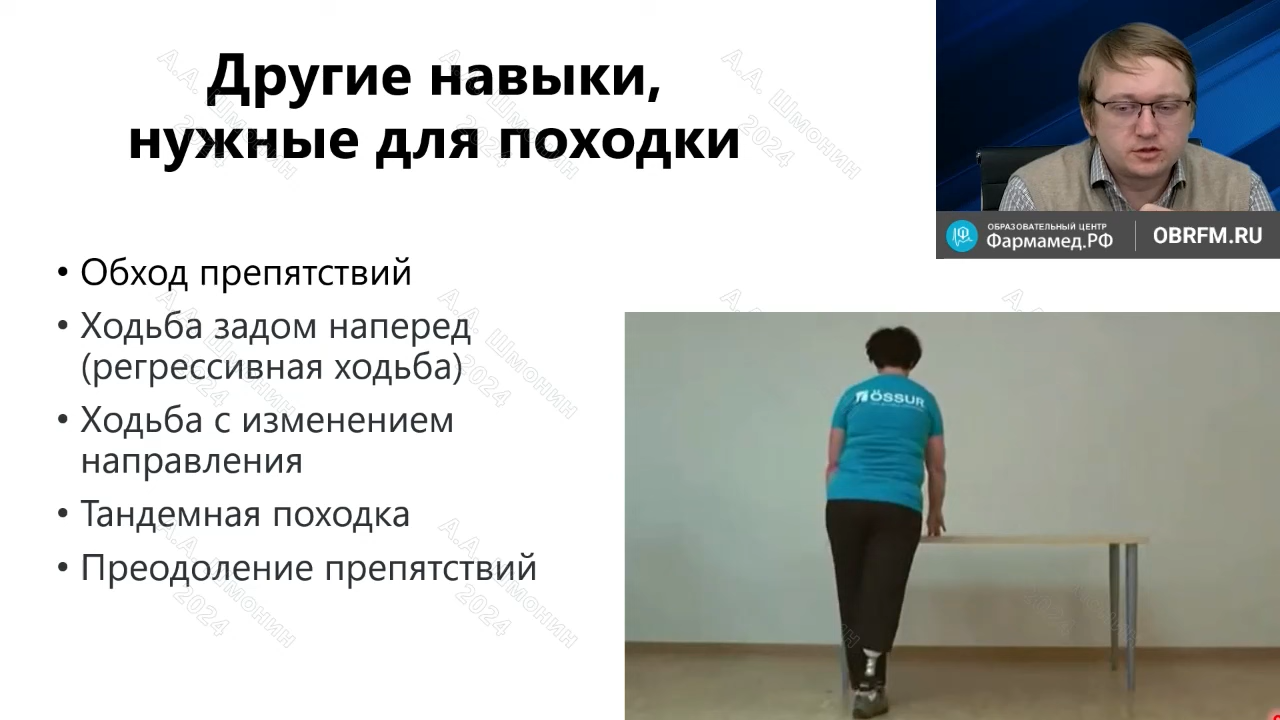 Другие навыки,
нужные для походки
• Обход препятствий
• Ходьба задом наперед
(регрессивная ходьба)
• Ходьба с изменением
направления
• Тандемная походка
• Преодоление препятствий
ОБРАЗОВАТЕЛЬНЫЙ ЦЕНТР
Фармамед.РФ
OBRFM.RU
ÖSSUR
А.А. Шмонин
2024